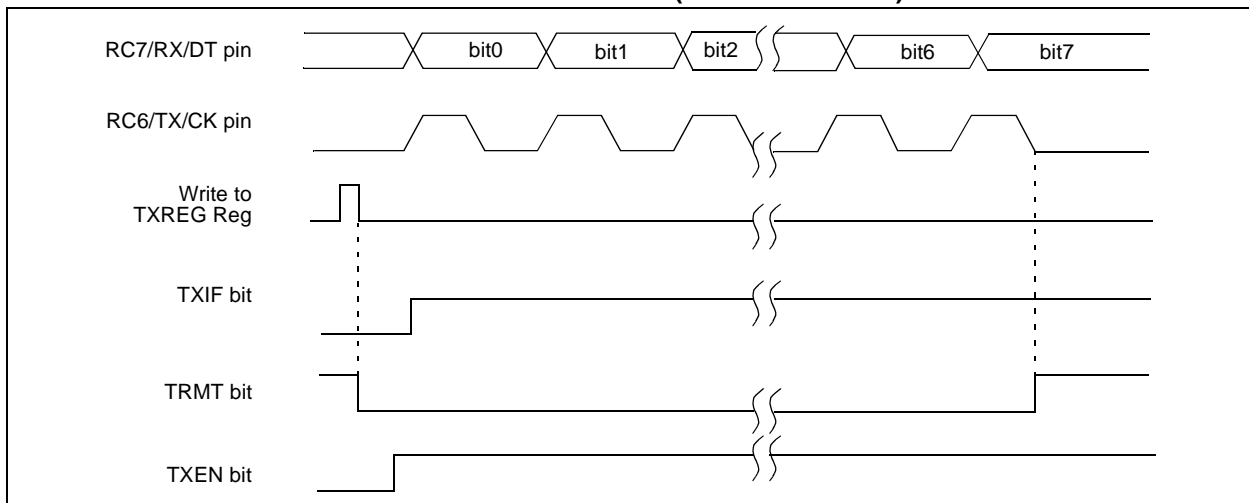 RC7/RX/DT pin
bit0 bit1 bit2 bit6 bit7
RC6/TX/CK pin
Write to
TXREG Reg
TXIF bit
TRMT bit
TXEN bit